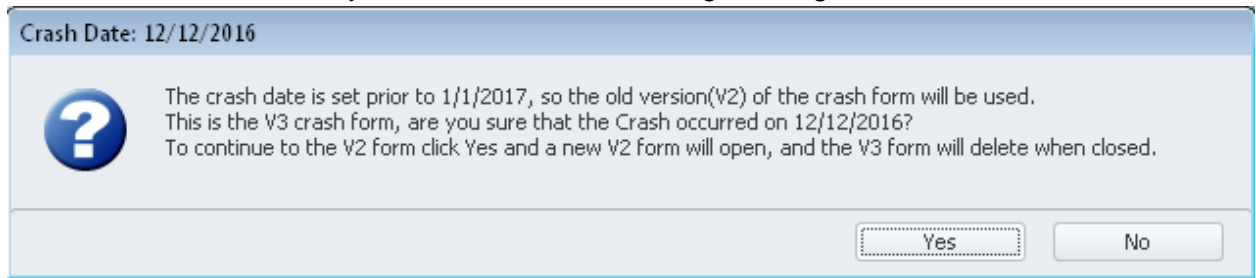 Crash Date: 12/12/2016
The crash date is set prior to 1/1/2017, so the old version(V2) of the crash form will be used.
This is the V3 crash form, are you sure that the Crash occurred on 12/12/2016?
To continue to the V2 form click Yes and a new V2 form will open, and the V3 form will delete when closed.
Yes No